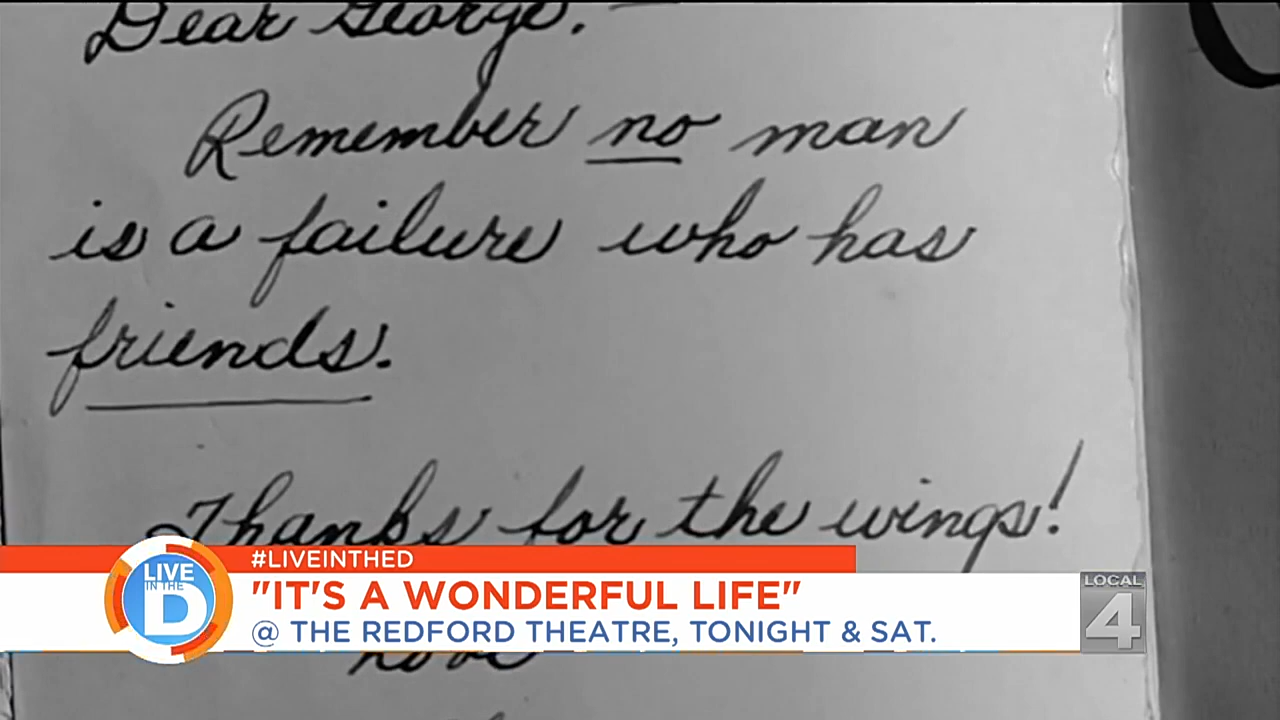 Dear George:
Remember no man
is a failure who has
friends.
Thanks for the wings!
#LIVEINTHED
LIVE
IN THE
D
"IT'S A WONDERFUL LIFE"
@ THE REDFORD THEATRE, TONIGHT & SAT.
LOCAL
4
Love